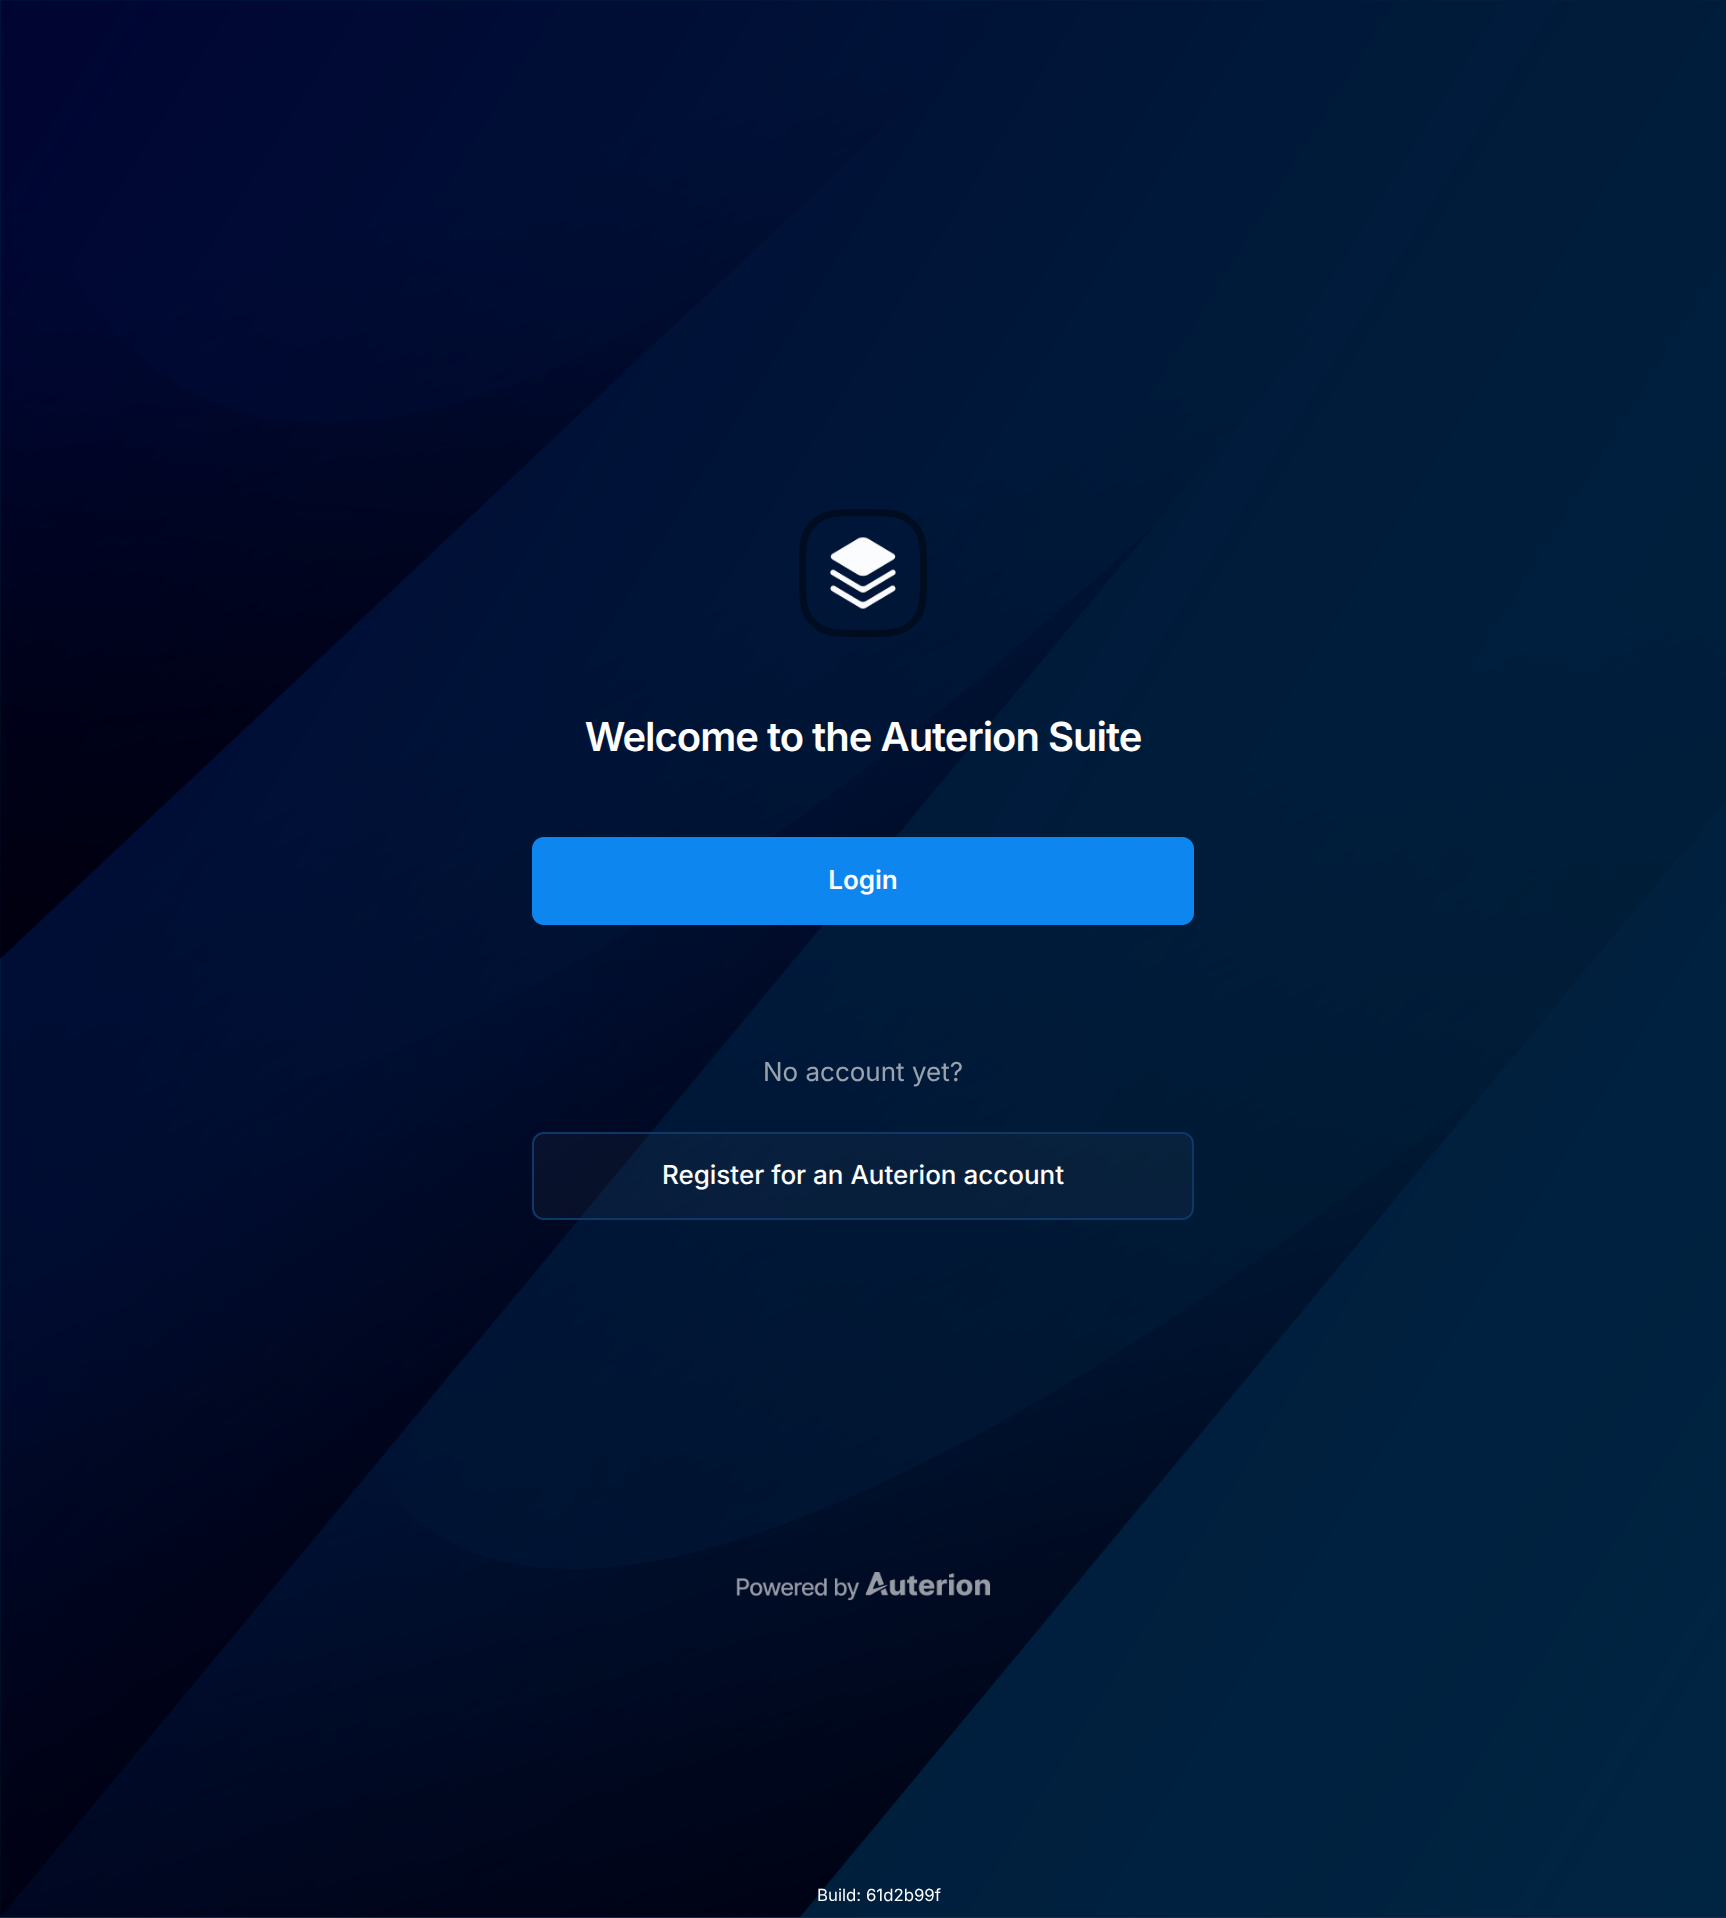 Welcome to the Auterion Suite
Login
No account yet?
Register for an Auterion account
Powered by Auterion
Build: 61d2b99f